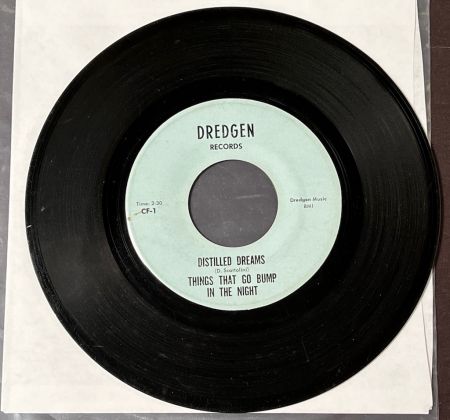 DREDGEN
RECORDS
Time: 2:30
CF-1
Dredgen Music
BMI
DISTILLED DREAMS
(D. Scartolini)
THINGS THAT GO BUMP
IN THE NIGHT